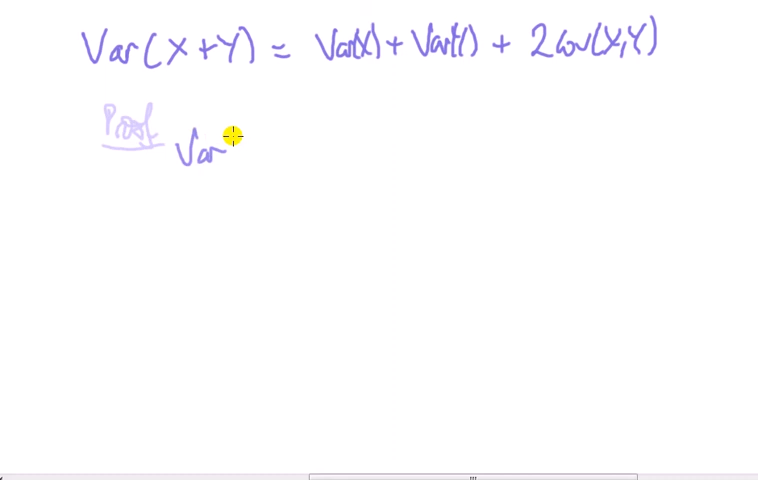 Var(X+Y) = Var(X) + Var(Y) + 2Cov(X,Y)
Proof
Var